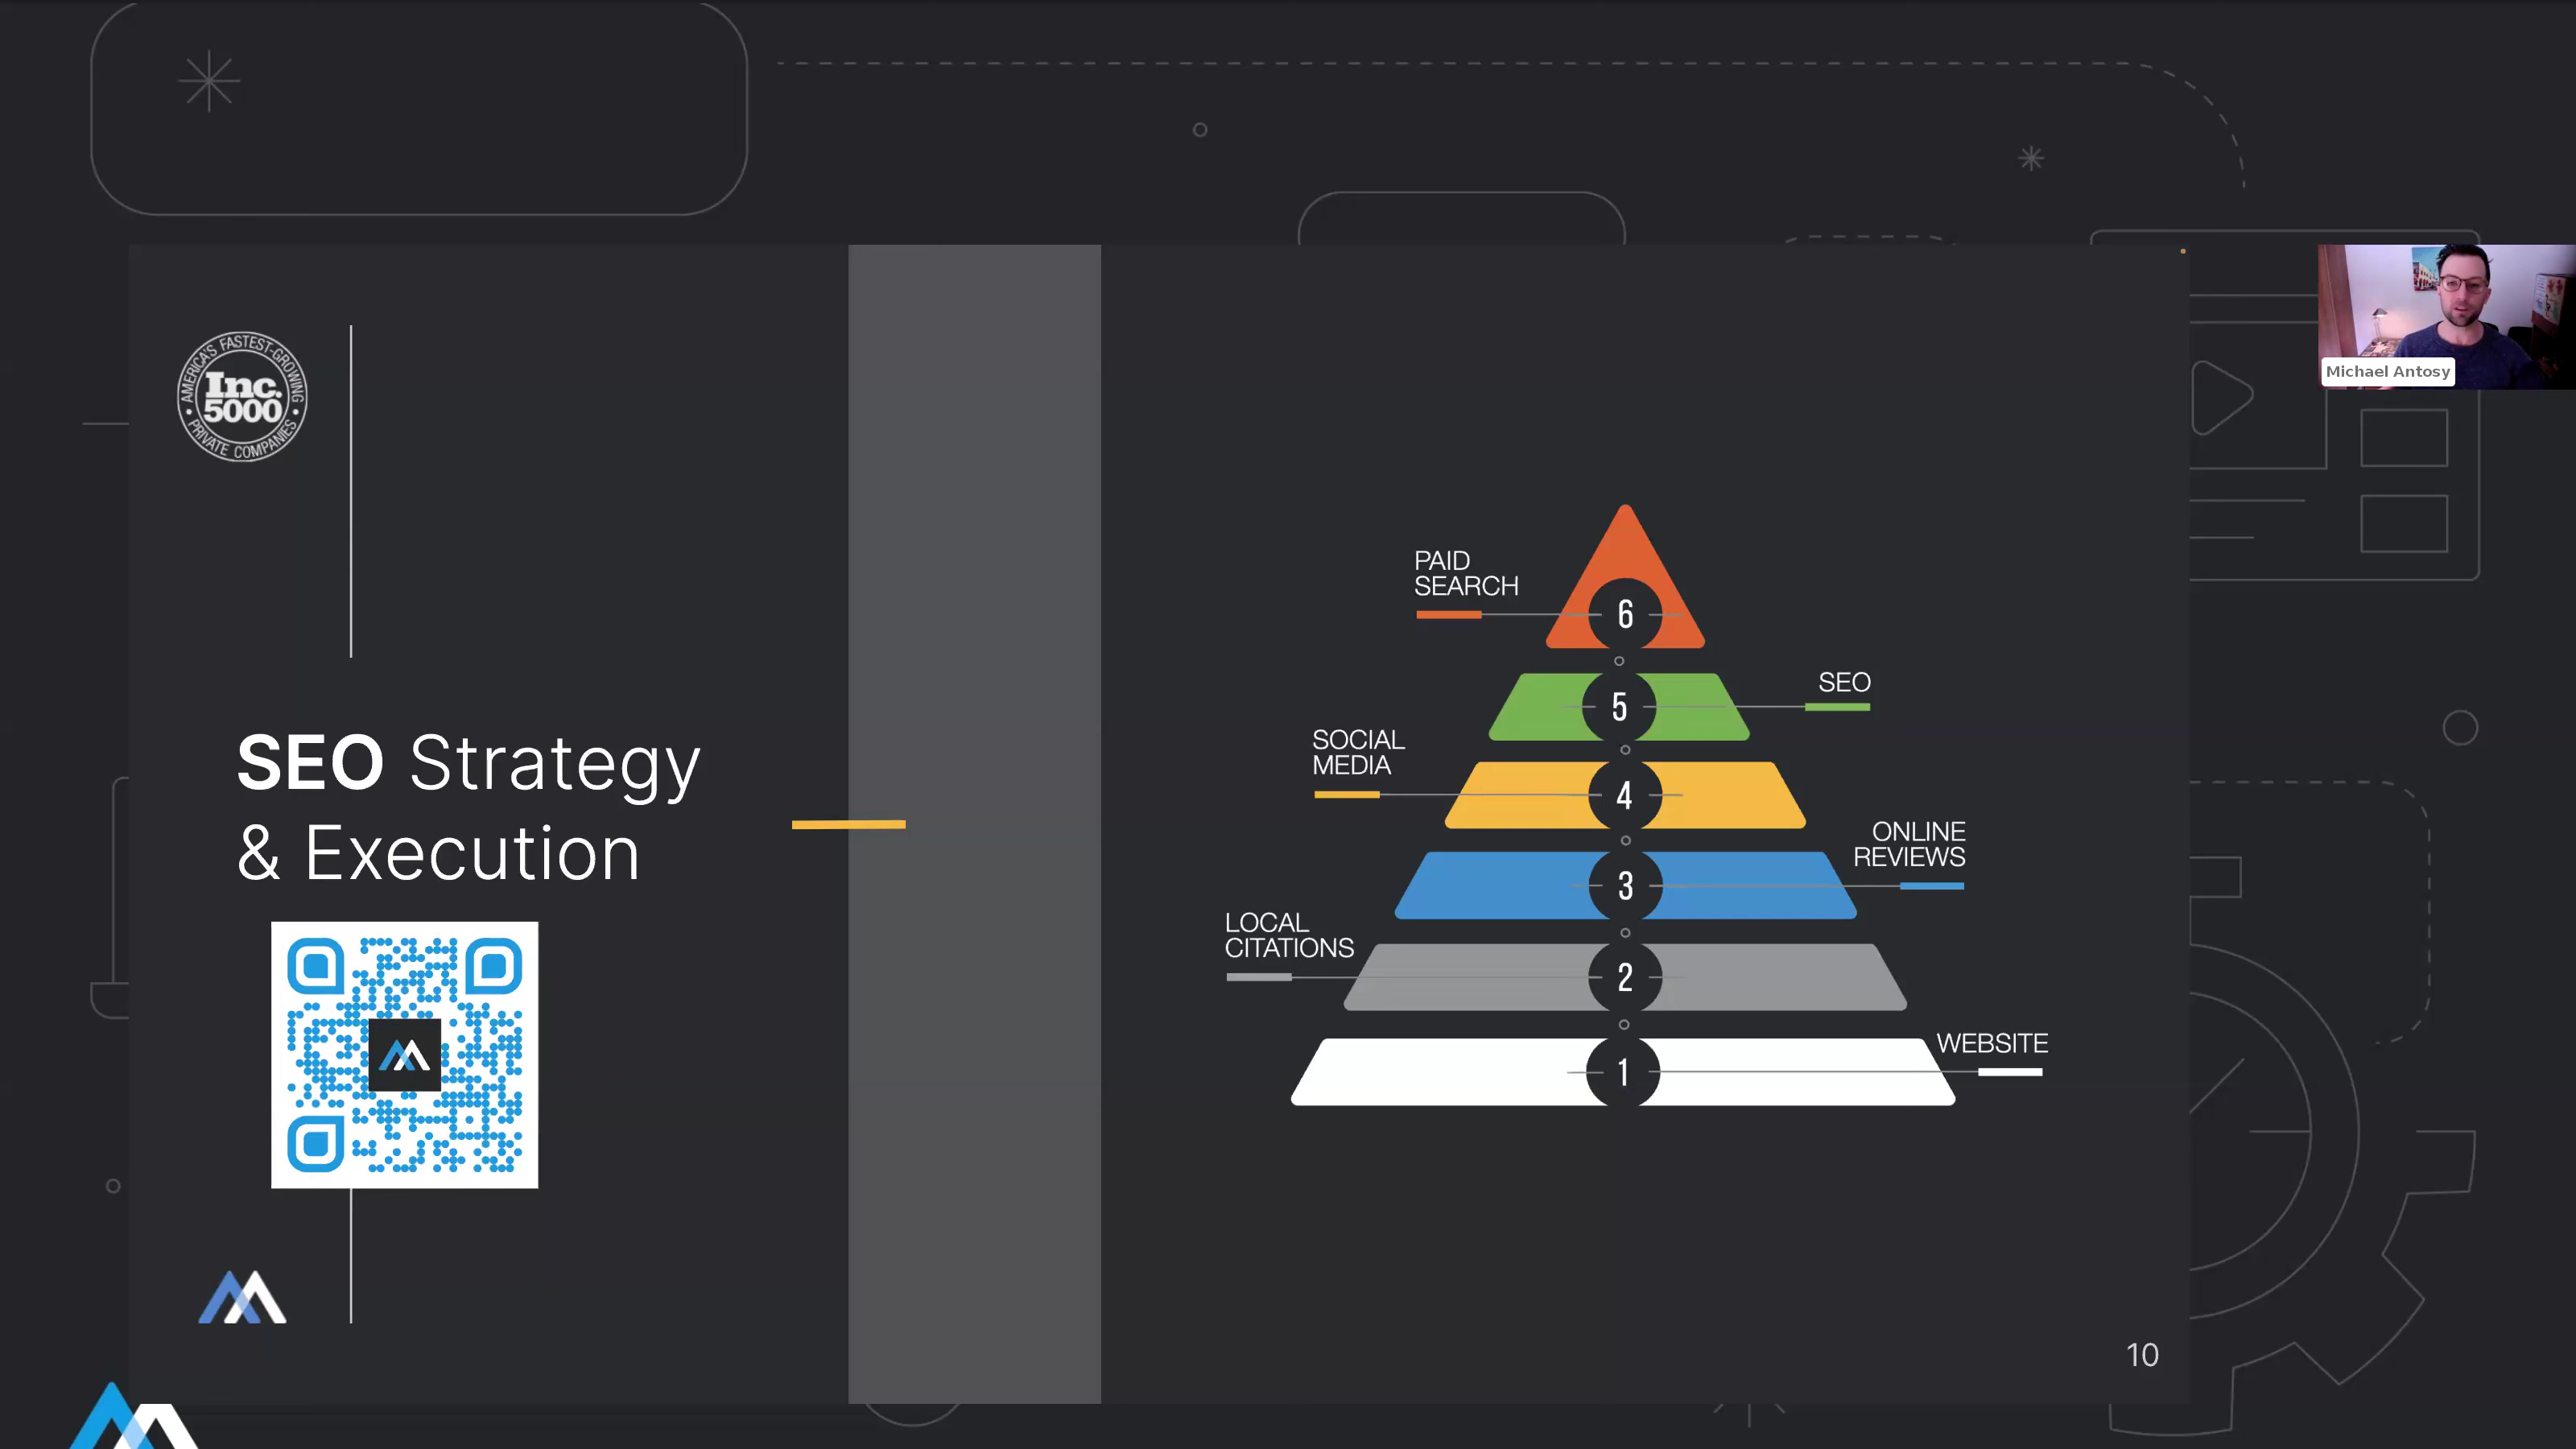 AMERICA'S FASTEST-GROWING
Inc.
5000
PRIVATE COMPANIES
SEO Strategy
& Execution
PAID
SEARCH
6
5
SEO
SOCIAL
MEDIA
4
ONLINE
REVIEWS
3
LOCAL
CITATIONS
2
WEBSITE
1
Michael Antosy
10